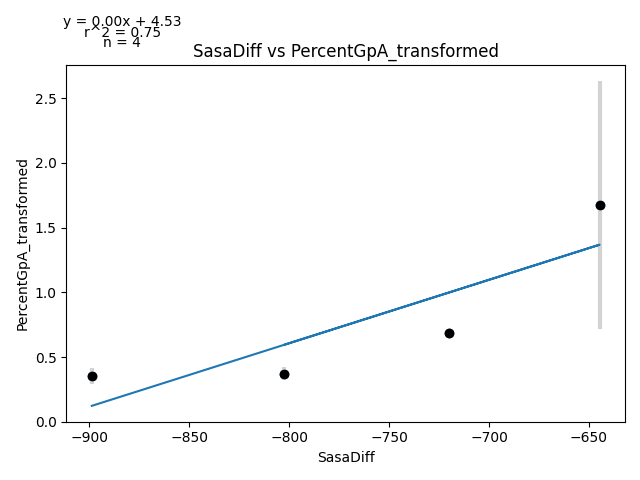 y = 0.00x + 4.53
r^2 = 0.75
n = 4
SasaDiff vs PercentGpA_transformed
PercentGpA_transformed
2.5
2.0
1.5
1.0
0.5
0.0
−900
−850
−800
−750
−700
−650
SasaDiff